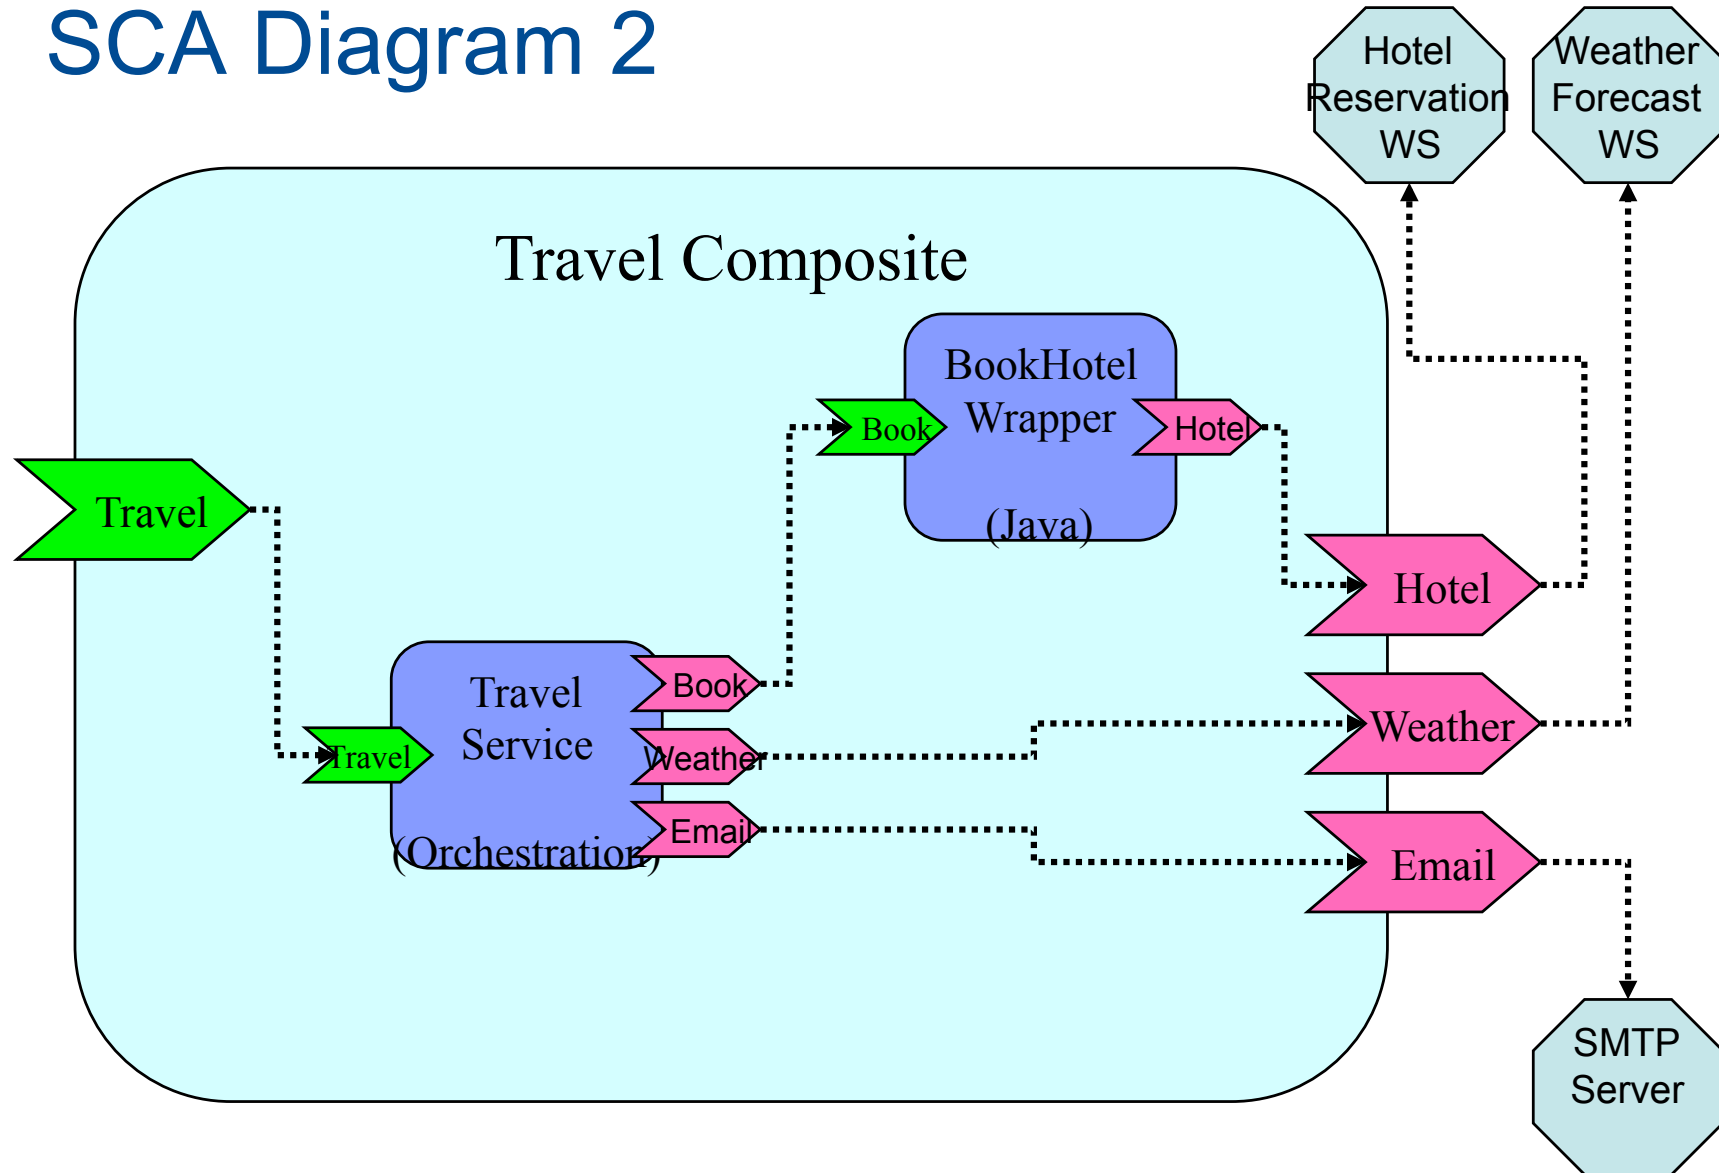 SCA Diagram 2
Hotel
Reservation
WS
Weather
Forecast
WS
Travel Composite
BookHotel
Wrapper
(Java)
Book
Hotel
Travel
Hotel
Travel
Service
(Orchestration)
Travel
Book
Weather
Email
Weather
Email
SMTP
Server